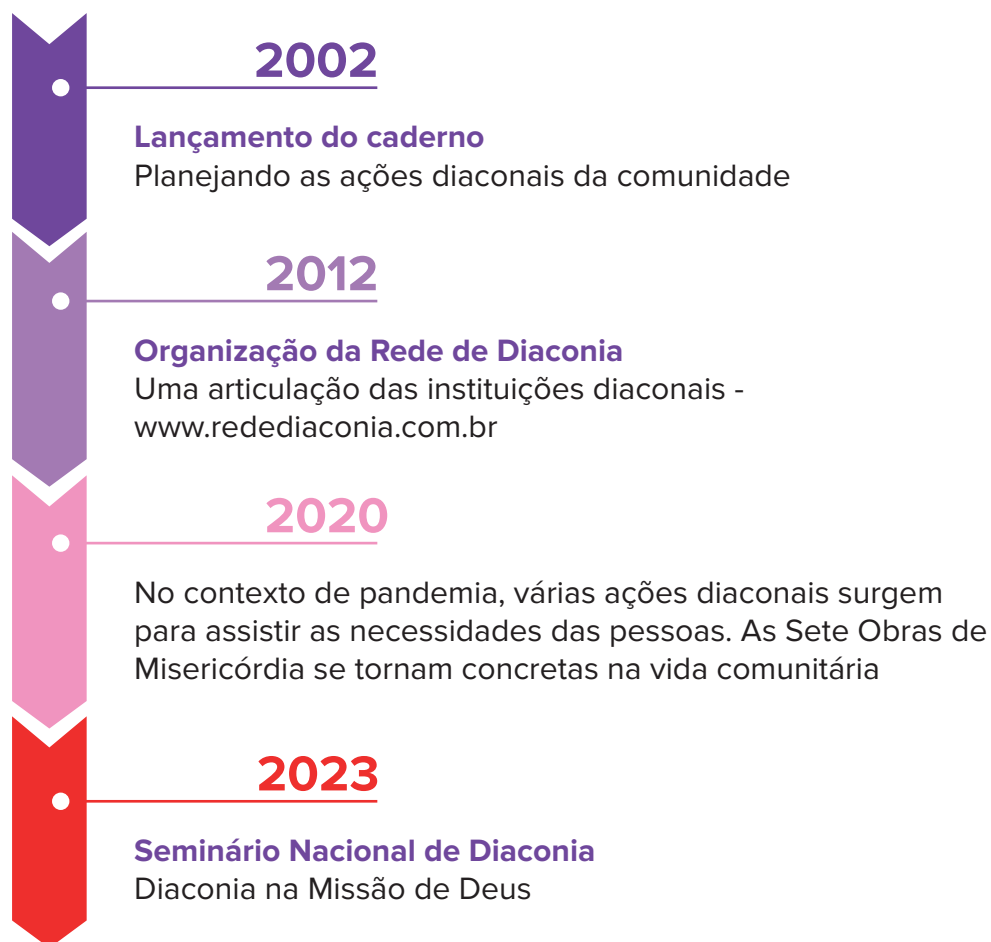 2002
Lançamento do caderno
Planejando as ações diaconais da comunidade
2012
Organização da Rede de Diaconia
Uma articulação das instituições diaconais -
www.redediaconia.com.br
2020
No contexto de pandemia, várias ações diaconais surgem
para assistir as necessidades das pessoas. As Sete Obras de
Misericórdia se tornam concretas na vida comunitária
2023
Seminário Nacional de Diaconia
Diaconia na Missão de Deus